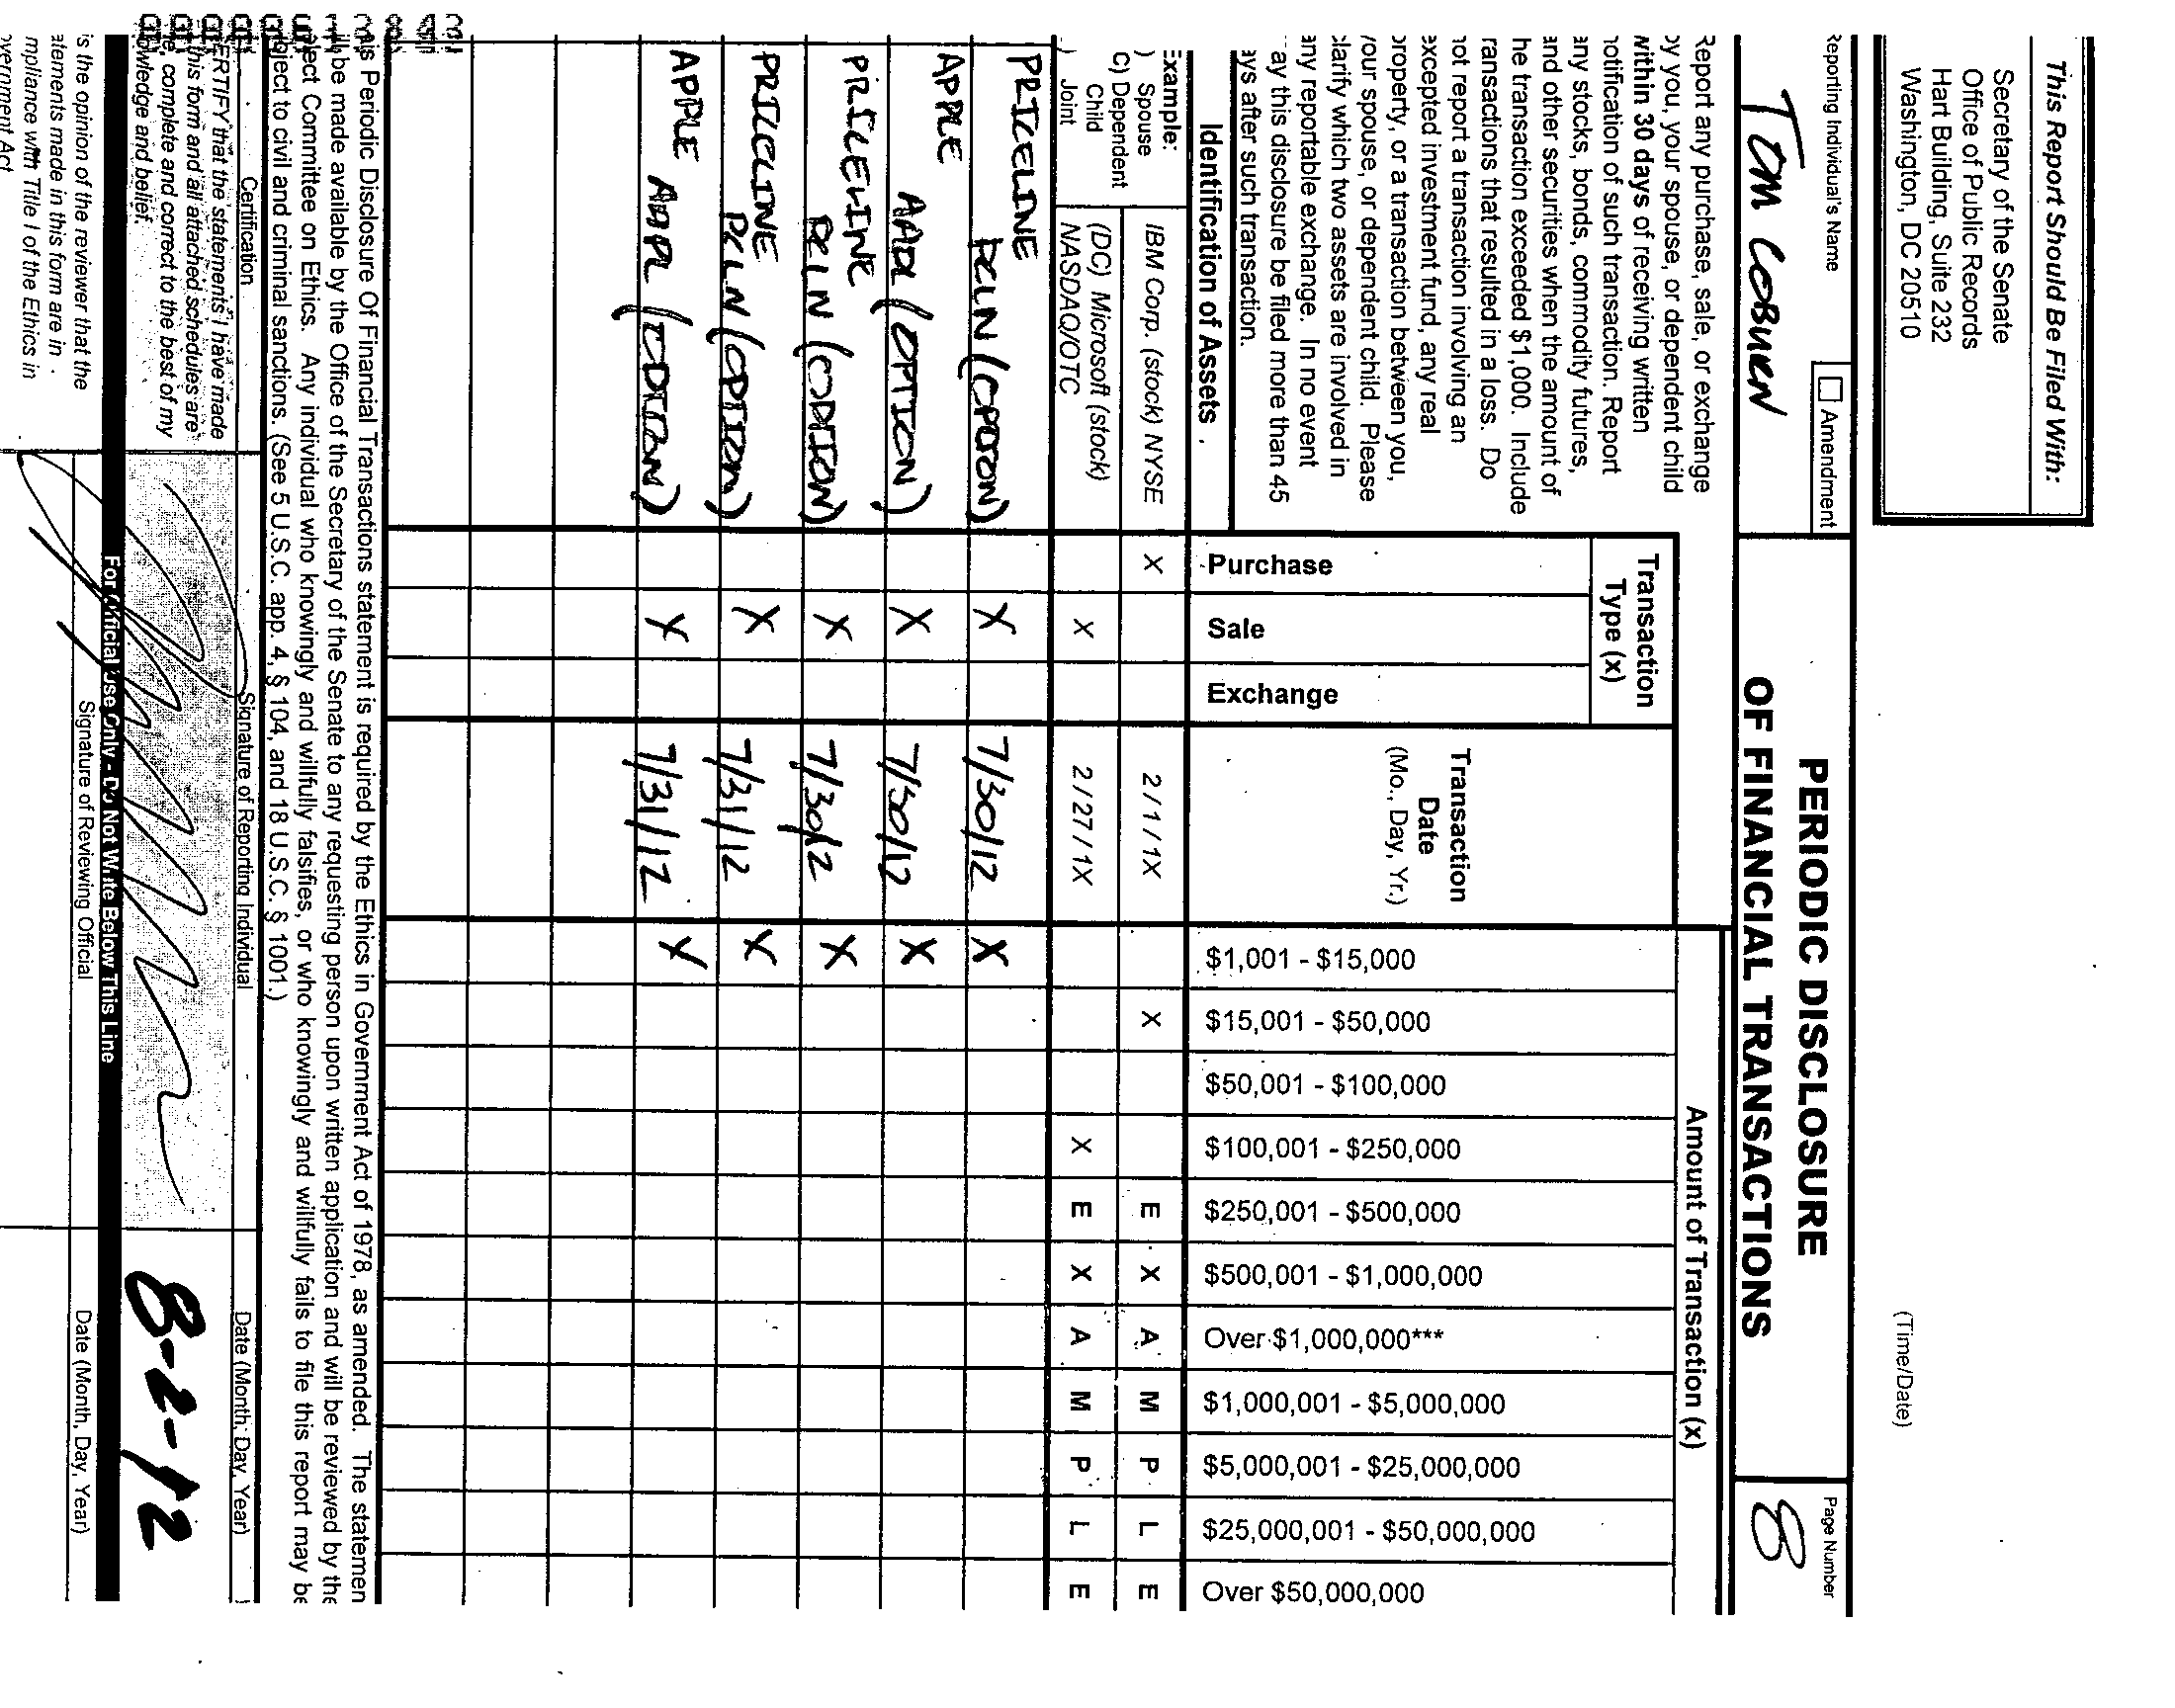 This Report Should Be Filed With:
Secretary of the Senate
Office of Public Records
Hart Building, Suite 232
Washington, DC 20510
(Time/Date)
Reporting Individual's Name
Amendment
Tom Coburn
PERIODIC DISCLOSURE
OF FINANCIAL TRANSACTIONS
Page Number
8
Report any purchase, sale, or exchange
by you, your spouse, or dependent child
within 30 days of receiving written
notification of such transaction. Report
any stocks, bonds, commodity futures,
and other securities when the amount of
he transaction exceeded $1,000. Include
ransactions that resulted in a loss. Do
not report a transaction involving an
excepted investment fund, any real
property, or a transaction between you,
your spouse, or dependent child. Please
clarify which two assets are involved in
any reportable exchange. In no event
ay this disclosure be filed more than 45
ays after such transaction.
Identification of Assets
Transaction
Type (x)
Purchase
Sale
Exchange
Transaction
Date
(Mo., Day, Yr.)
Amount of Transaction (x)
$1,001 - $15,000
$15,001 - $50,000
$50,001 - $100,000
$100,001 - $250,000
$250,001 - $500,000
$500,001 - $1,000,000
Over $1,000,000***
$1,000,001 - $5,000,000
$5,000,001 - $25,000,000
$25,000,001 - $50,000,000
Over $50,000,000
Example:
) Spouse
C) Dependent
Child
) Joint
IBM Corp. (stock) NYSE X 2/1/1X X E X A M P L E
(DC) Microsoft (stock)
NASDAQ/OTC X 2/27/1X X E X A M P L E
PRICELINE
PCLN (OPTION) X 7/30/12 X
APPLE
AAPL (OPTION) X 7/30/12 X
PRICELINE
PCLN (OPTION) X 7/30/12 X
PRICELINE
PCLN (OPTION) X 7/31/12 X
APPLE
AAPL (OPTION) X 7/31/12 X
his Periodic Disclosure Of Financial Transactions statement is required by the Ethics in Government Act of 1978, as amended. The statemen
ill be made available by the Office of the Secretary of the Senate to any requesting person upon written application and will be reviewed by the
elect Committee on Ethics. Any individual who knowingly and willfully falsifies, or who knowingly and willfully fails to file this report may be
bject to civil and criminal sanctions. (See 5 U.S.C. app. 4, § 104, and 18 U.S.C. § 1001.)
Certification
Signature of Reporting Individual
Date (Month, Day, Year)
ERTIFY that the statements I have made
this form and all attached schedules are
e, complete and correct to the best of my
owledge and belief.
8-2-12
For Official Use Only - Do Not Write Below This Line
is the opinion of the reviewer that the
atements made in this form are in
mpliance with Title I of the Ethics in
overnment Act
Signature of Reviewing Official
Date (Month, Day, Year)